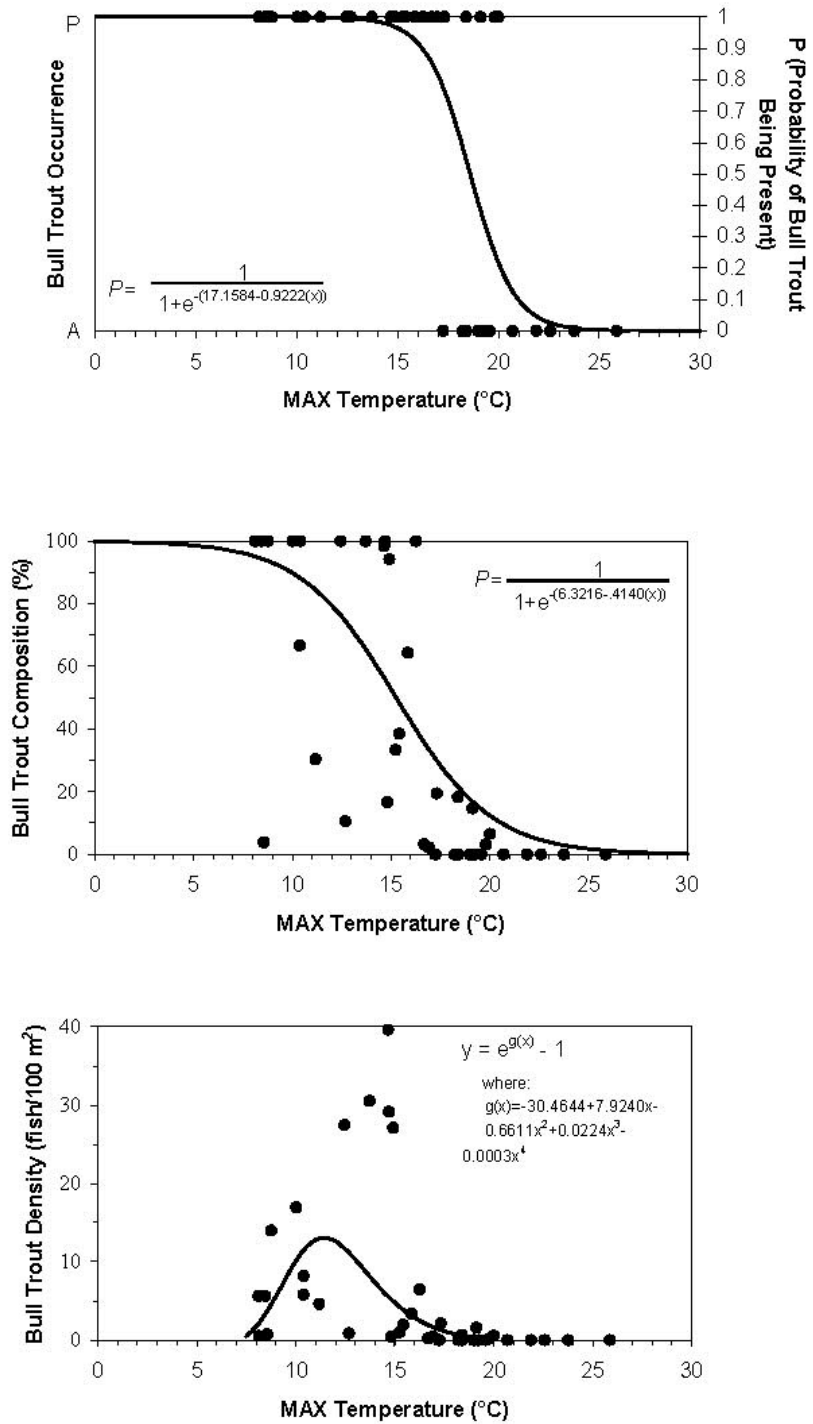 P
A
Bull Trout Occurrence
1
0.9
0.8
0.7
0.6
0.5
0.4
0.3
0.2
0.1
0
P (Probability of Bull Trout
Being Present)
P= 1
1+e-(17.1584-0.9222(x))
0 5 10 15 20 25 30
MAX Temperature (°C)
100
80
60
40
20
0
Bull Trout Composition (%)
P= 1
1+e-(6.3216-.4140(x))
0 5 10 15 20 25 30
MAX Temperature (°C)
40
30
20
10
0
Bull Trout Density (fish/100 m²)
y = e^g(x) - 1
where:
g(x)=-30.4644+7.9240x-
0.6611x²+0.0224x³-
0.0003x⁴
0 5 10 15 20 25 30
MAX Temperature (°C)